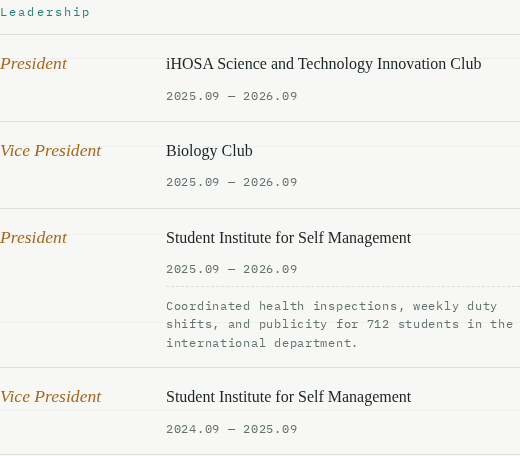 Leadership
President
iHOSA Science and Technology Innovation Club
2025.09 — 2026.09
Vice President
Biology Club
2025.09 — 2026.09
President
Student Institute for Self Management
2025.09 — 2026.09
Coordinated health inspections, weekly duty
shifts, and publicity for 712 students in the
international department.
Vice President
Student Institute for Self Management
2024.09 — 2025.09